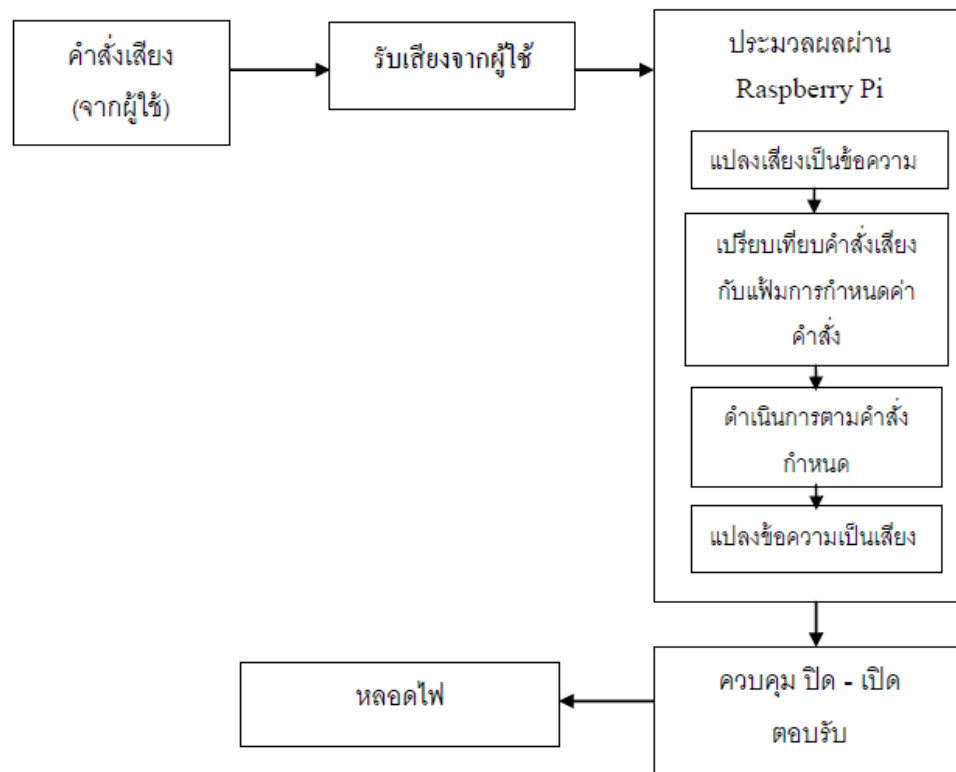 คำสั่งเสียง
(จากผู้ใช้)
รับเสียงจากผู้ใช้
ประมวลผลผ่าน
Raspberry Pi
แปลงเสียงเป็นข้อความ
เปรียบเทียบคำสั่งเสียง
กับแฟ้มการกำหนดค่า
คำสั่ง
ดำเนินการตามคำสั่ง
กำหนด
แปลงข้อความเป็นเสียง
ควบคุม ปิด - เปิด
ตอบรับ
หลอดไฟ